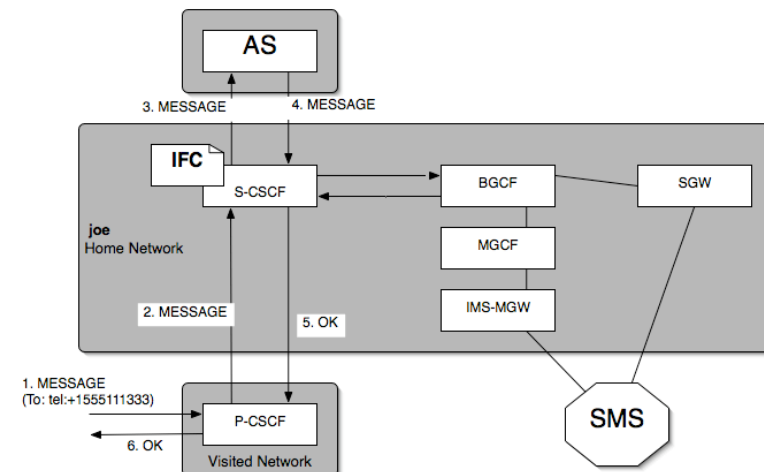 AS
3. MESSAGE
4. MESSAGE
IFC
S-CSCF
BGCF
SGW
joe
Home Network
MGCF
IMS-MGW
2. MESSAGE
5. OK
1. MESSAGE
(To: tel:+1555111333)
P-CSCF
6. OK
SMS
Visited Network